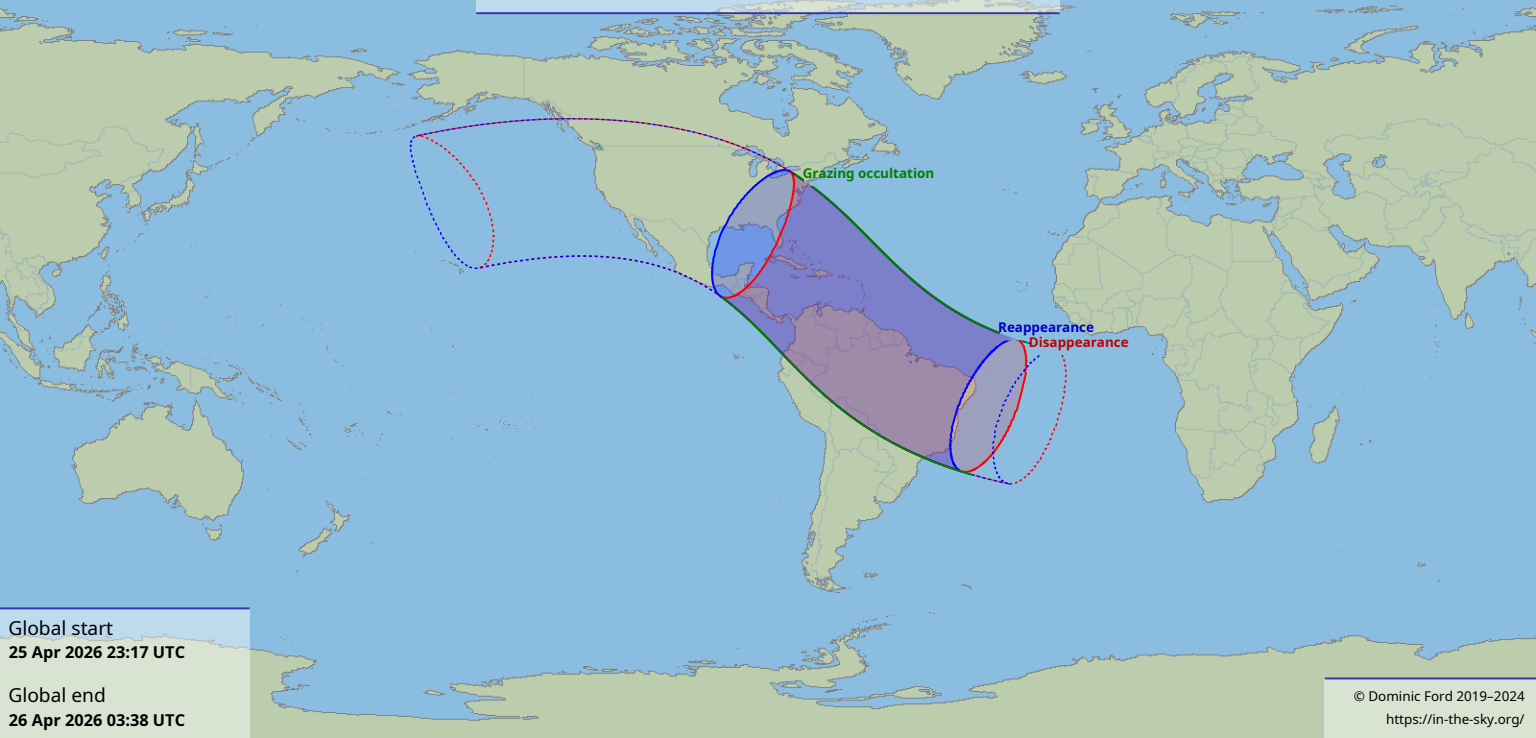 Grazing occultation
Reappearance
Disappearance
Global start
25 Apr 2026 23:17 UTC
Global end
26 Apr 2026 03:38 UTC
© Dominic Ford 2019–2024
https://in-the-sky.org/